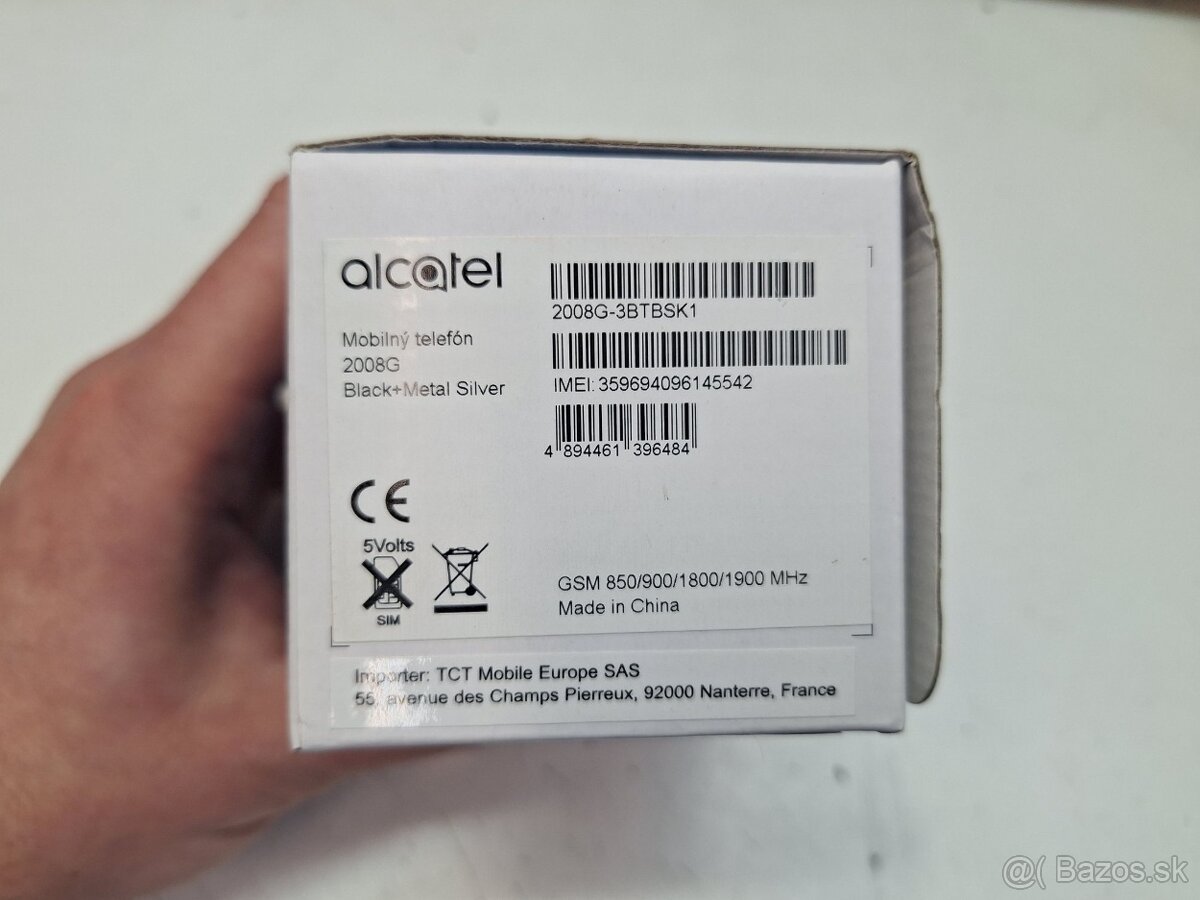 alcatel
Mobilný telefón
2008G
Black+Metal Silver
2008G-3BTBSK1
IMEI: 359694096145542
4 894461 396484
CE
5Volts
SIM
GSM 850/900/1800/1900 MHz
Made in China
Importer: TCT Mobile Europe SAS
55, avenue des Champs Pierreux, 92000 Nanterre, France
@( Bazos.sk